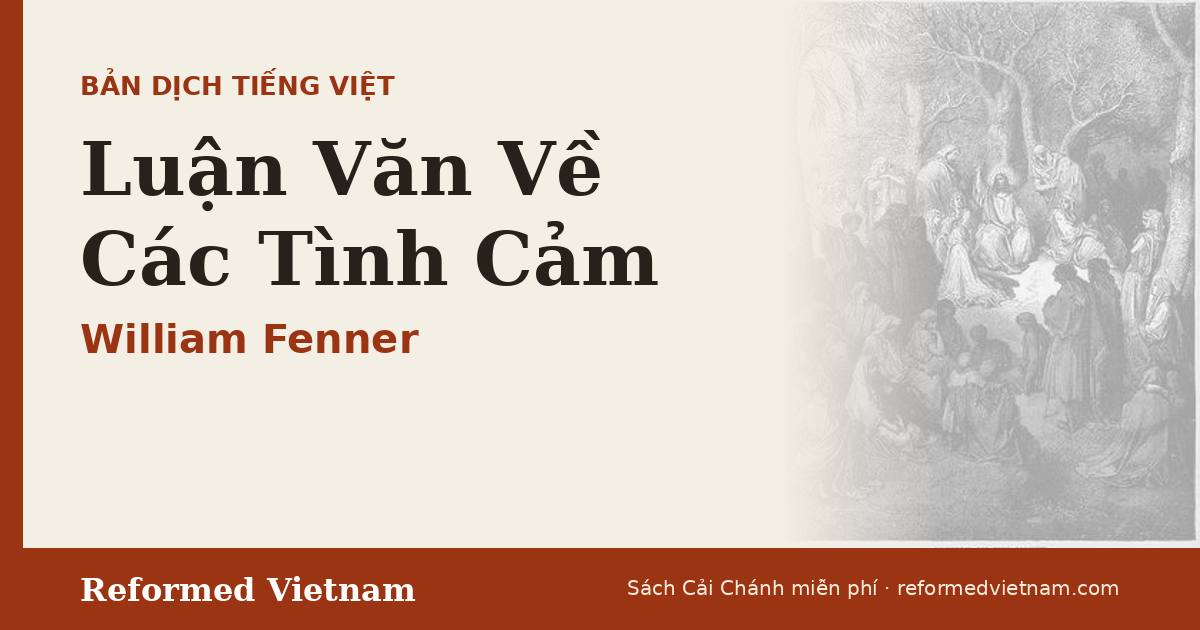 BẢN DỊCH TIẾNG VIỆT
Luận Văn Về
Các Tình Cảm
William Fenner
Reformed Vietnam
Sách Cải Chánh miễn phí · reformedvietnam.com